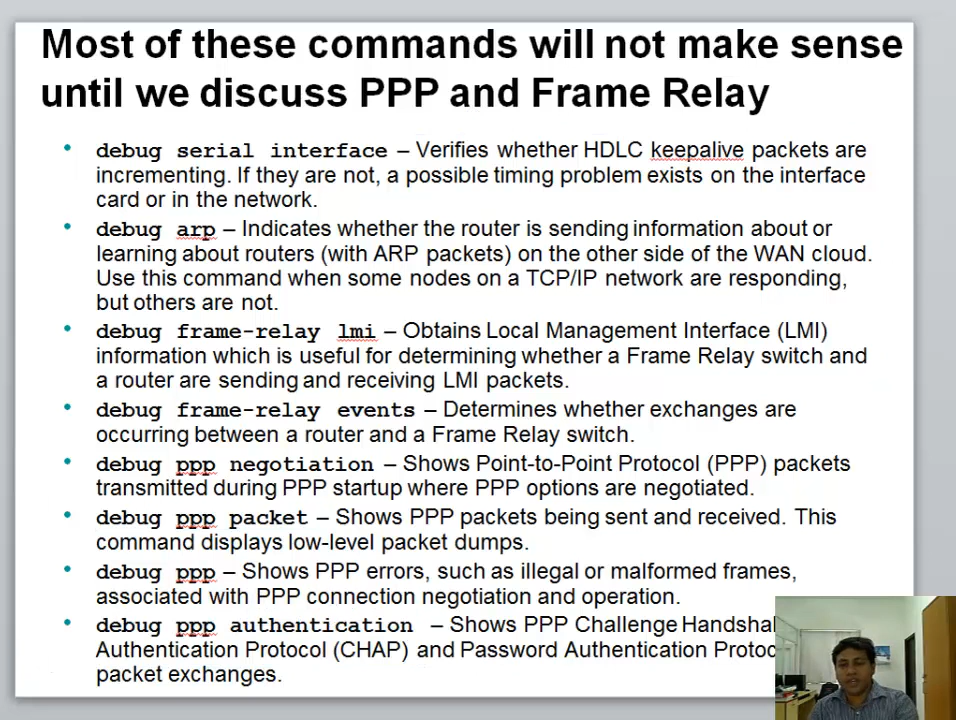 Most of these commands will not make sense
until we discuss PPP and Frame Relay
• debug serial interface – Verifies whether HDLC keepalive packets are
incrementing. If they are not, a possible timing problem exists on the interface
card or in the network.
• debug arp – Indicates whether the router is sending information about or
learning about routers (with ARP packets) on the other side of the WAN cloud.
Use this command when some nodes on a TCP/IP network are responding,
but others are not.
• debug frame-relay lmi – Obtains Local Management Interface (LMI)
information which is useful for determining whether a Frame Relay switch and
a router are sending and receiving LMI packets.
• debug frame-relay events – Determines whether exchanges are
occurring between a router and a Frame Relay switch.
• debug ppp negotiation – Shows Point-to-Point Protocol (PPP) packets
transmitted during PPP startup where PPP options are negotiated.
• debug ppp packet – Shows PPP packets being sent and received. This
command displays low-level packet dumps.
• debug ppp – Shows PPP errors, such as illegal or malformed frames,
associated with PPP connection negotiation and operation.
• debug ppp authentication – Shows PPP Challenge Handsha
Authentication Protocol (CHAP) and Password Authentication Protoc
packet exchanges.